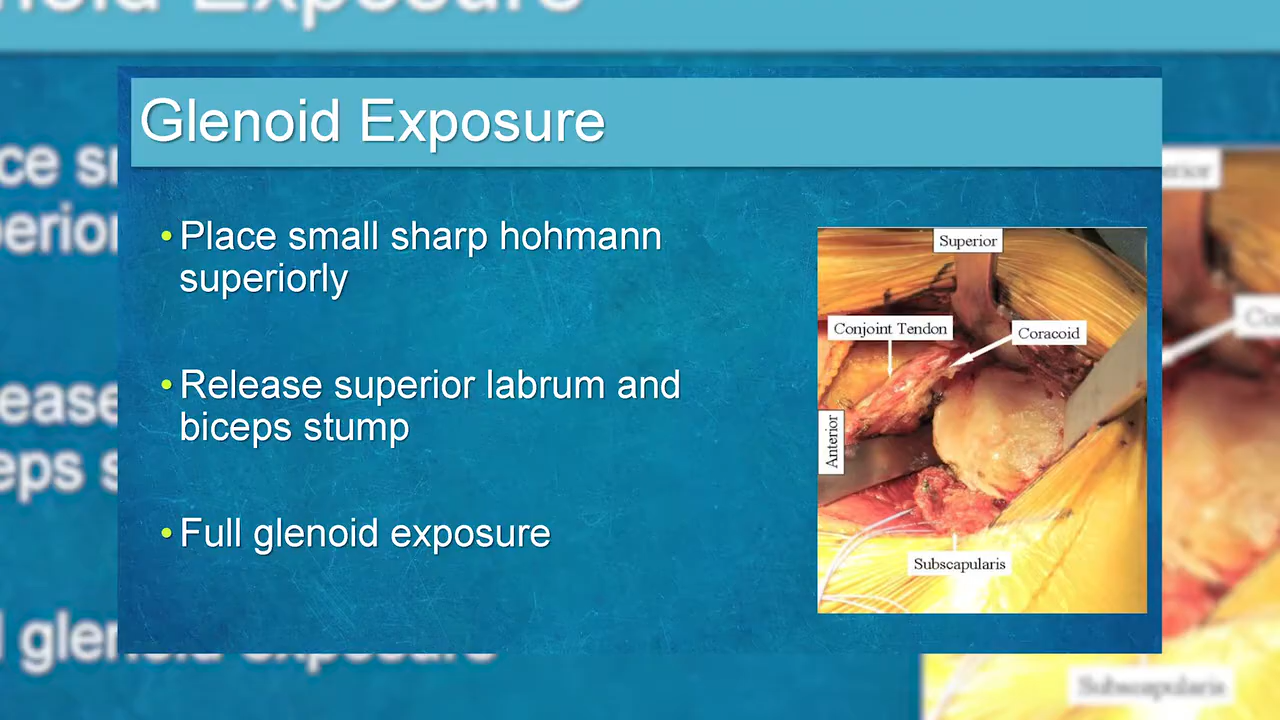 Glenoid Exposure
• Place small sharp hohmann
superiorly
• Release superior labrum and
biceps stump
• Full glenoid exposure
Superior
Conjoint Tendon
Coracoid
Anterior
Subscapularis